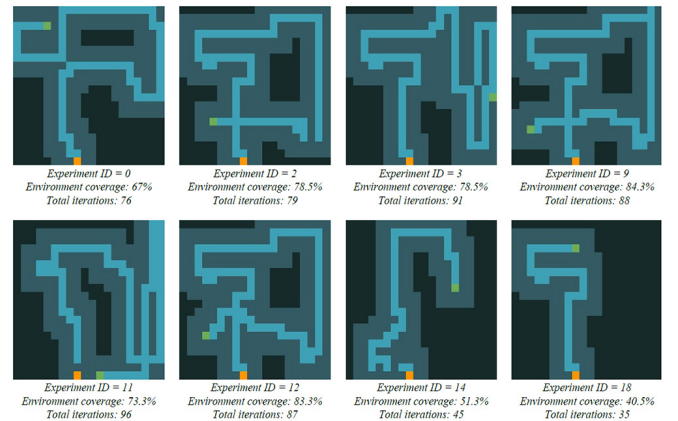 Experiment ID = 0
Environment coverage: 67%
Total iterations: 76
Experiment ID = 2
Environment coverage: 78.5%
Total iterations: 79
Experiment ID = 3
Environment coverage: 78.5%
Total iterations: 91
Experiment ID = 9
Environment coverage: 84.3%
Total iterations: 88
Experiment ID = 11
Environment coverage: 73.3%
Total iterations: 96
Experiment ID = 12
Environment coverage: 83.3%
Total iterations: 87
Experiment ID = 14
Environment coverage: 51.3%
Total iterations: 45
Experiment ID = 18
Environment coverage: 40.5%
Total iterations: 35